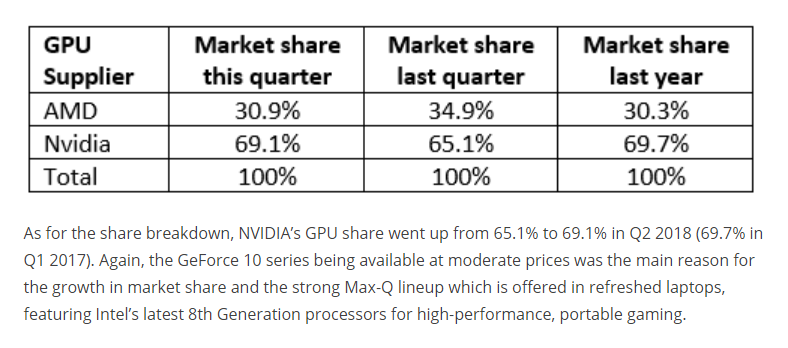 GPU Supplier | Market share this quarter | Market share last quarter | Market share last year
AMD | 30.9% | 34.9% | 30.3%
Nvidia | 69.1% | 65.1% | 69.7%
Total | 100% | 100% | 100%
As for the share breakdown, NVIDIA’s GPU share went up from 65.1% to 69.1% in Q2 2018 (69.7% in
Q1 2017). Again, the GeForce 10 series being available at moderate prices was the main reason for
the growth in market share and the strong Max-Q lineup which is offered in refreshed laptops,
featuring Intel’s latest 8th Generation processors for high-performance, portable gaming.